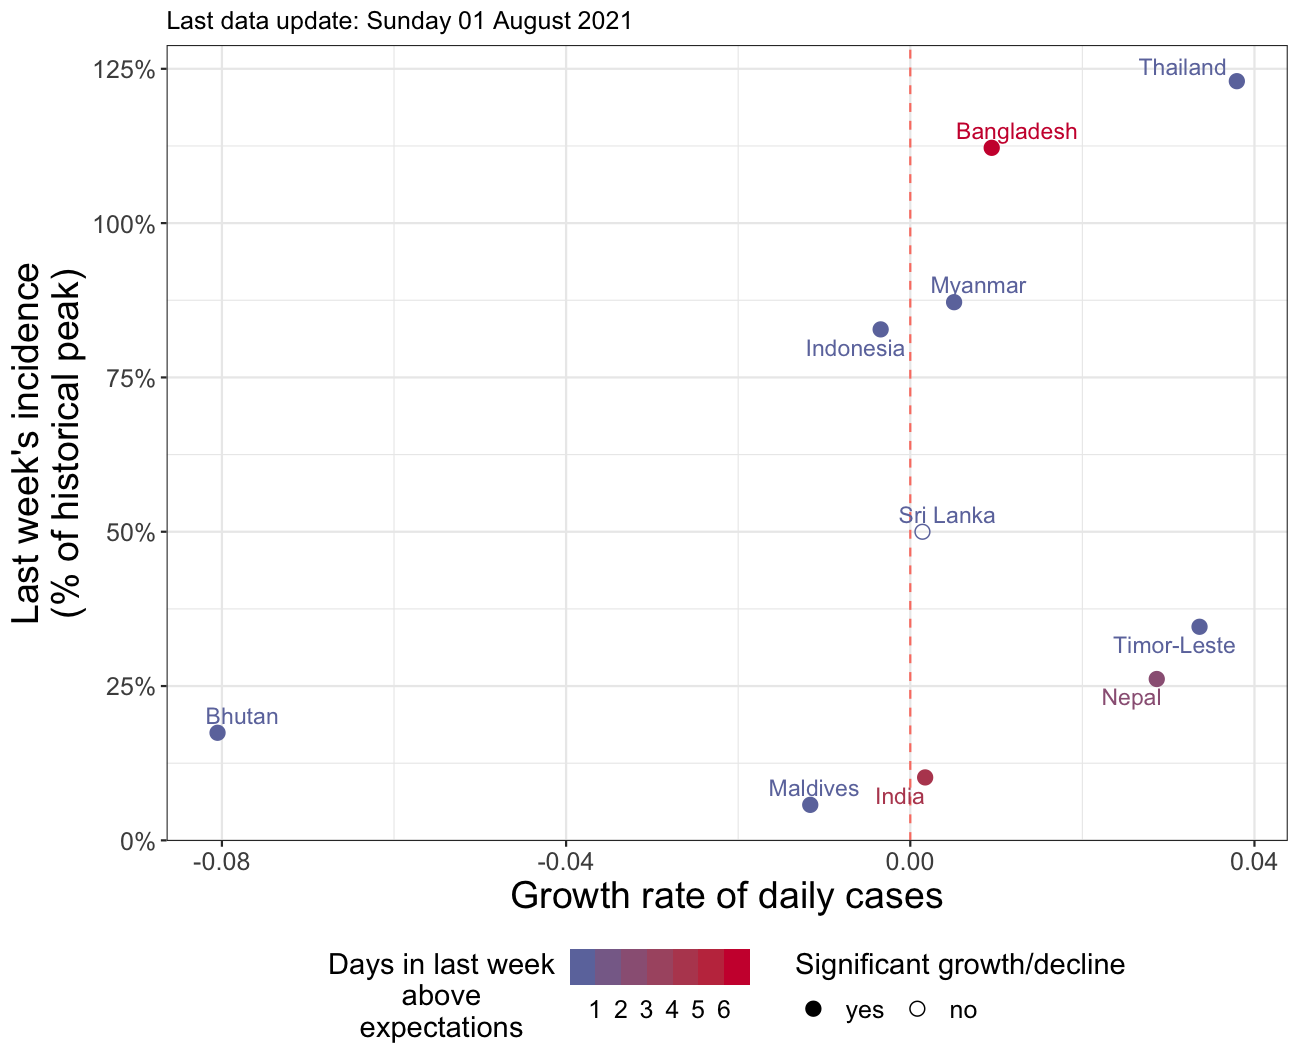 Last data update: Sunday 01 August 2021
125%
100%
75%
50%
25%
0%
Last week's incidence
(% of historical peak)
Thailand
Bangladesh
Myanmar
Indonesia
Sri Lanka
Timor-Leste
Nepal
Bhutan
Maldives
India
-0.08 -0.04 0.00 0.04
Growth rate of daily cases
Days in last week
above
expectations
1 2 3 4 5 6
Significant growth/decline
yes no